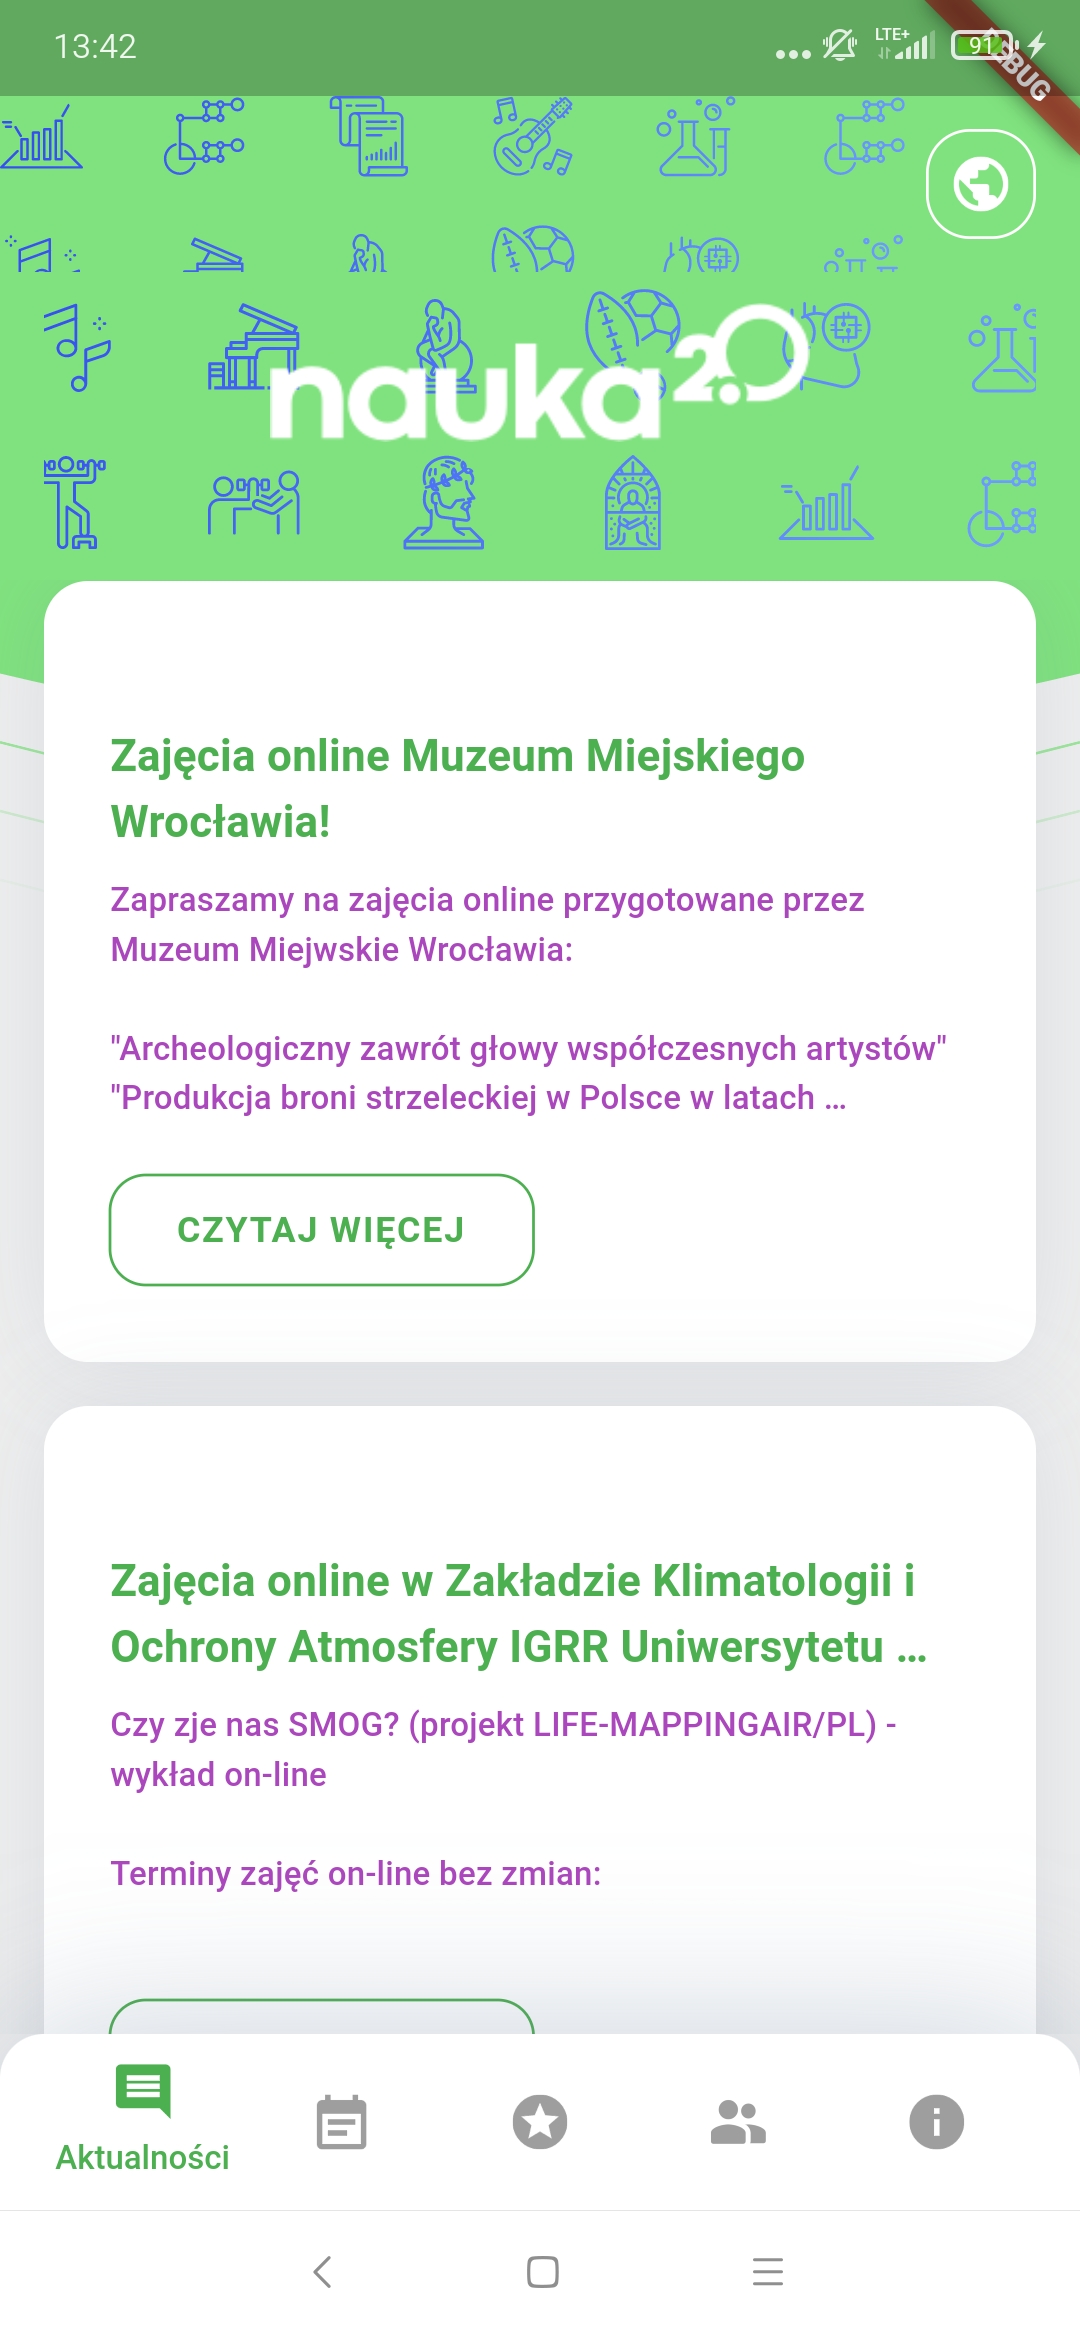 13:42
LTE+
91
DEBUG
nauka 2.0
Zajęcia online Muzeum Miejskiego
Wrocławia!
Zapraszamy na zajęcia online przygotowane przez
Muzeum Miejwskie Wrocławia:
"Archeologiczny zawrót głowy współczesnych artystów"
"Produkcja broni strzeleckiej w Polsce w latach ...
CZYTAJ WIĘCEJ
Zajęcia online w Zakładzie Klimatologii i
Ochrony Atmosfery IGRR Uniwersytetu ...
Czy zje nas SMOG? (projekt LIFE-MAPPINGAIR/PL) -
wykład on-line
Terminy zajęć on-line bez zmian:
Aktualności